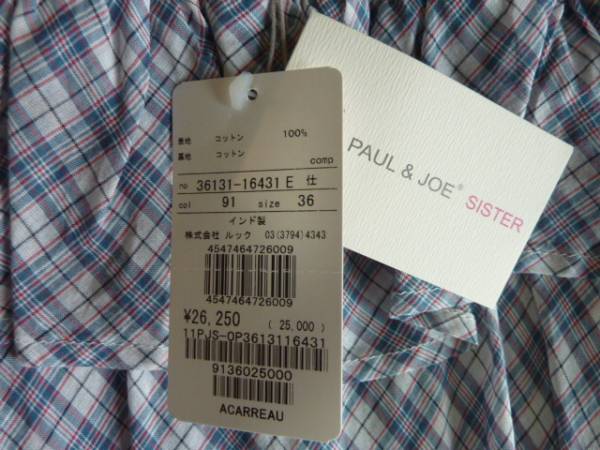 表地 コットン 100%
裏地 コットン
comp
no 36131-16431 E 仕
col 91 size 36
インド製
株式会社 ルック 03(3794)4343
4547464726009
4547464726009
¥26,250 (25,000)
11PJS-OP3613116431
9136025000
ACARREAU
PAUL & JOE® SISTER